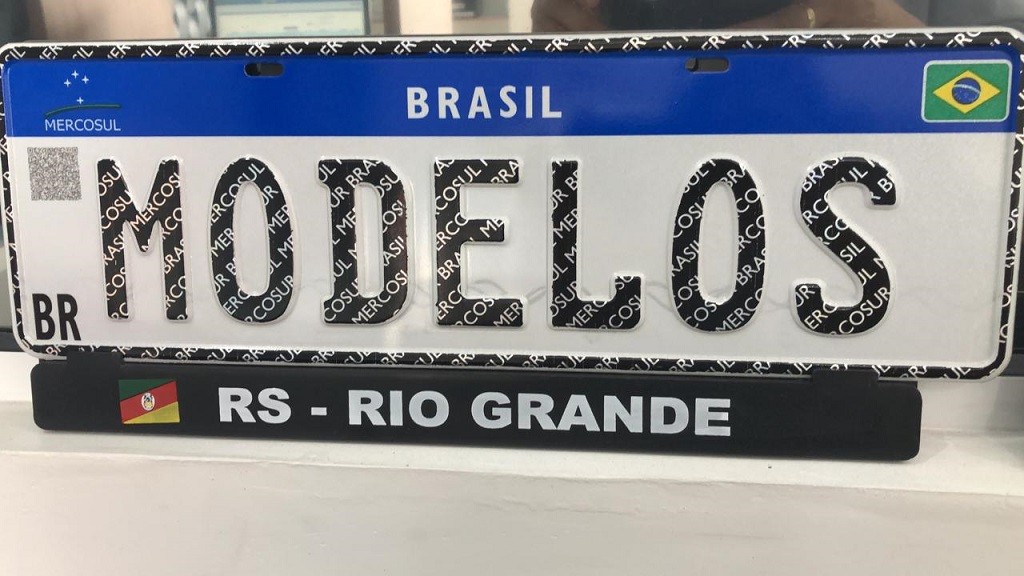 BRASIL
MERCOSUL
MODELOS
BR
RS - RIO GRANDE